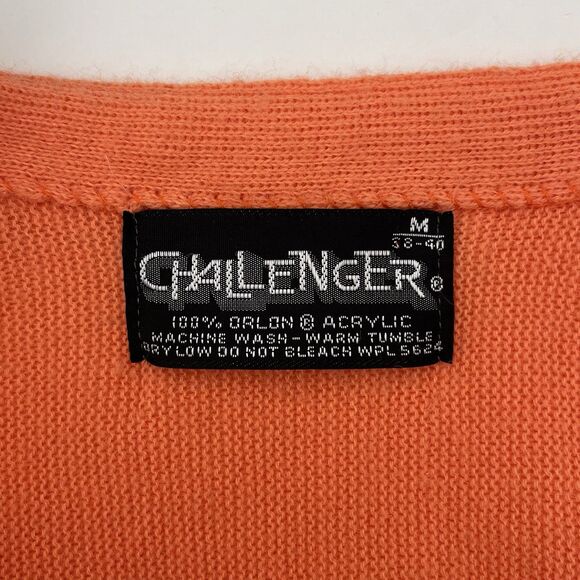 M
38-40
CHALLENGER®
100% ORLON ® ACRYLIC
MACHINE WASH - WARM TUMBLE
DRY LOW DO NOT BLEACH WPL 5624